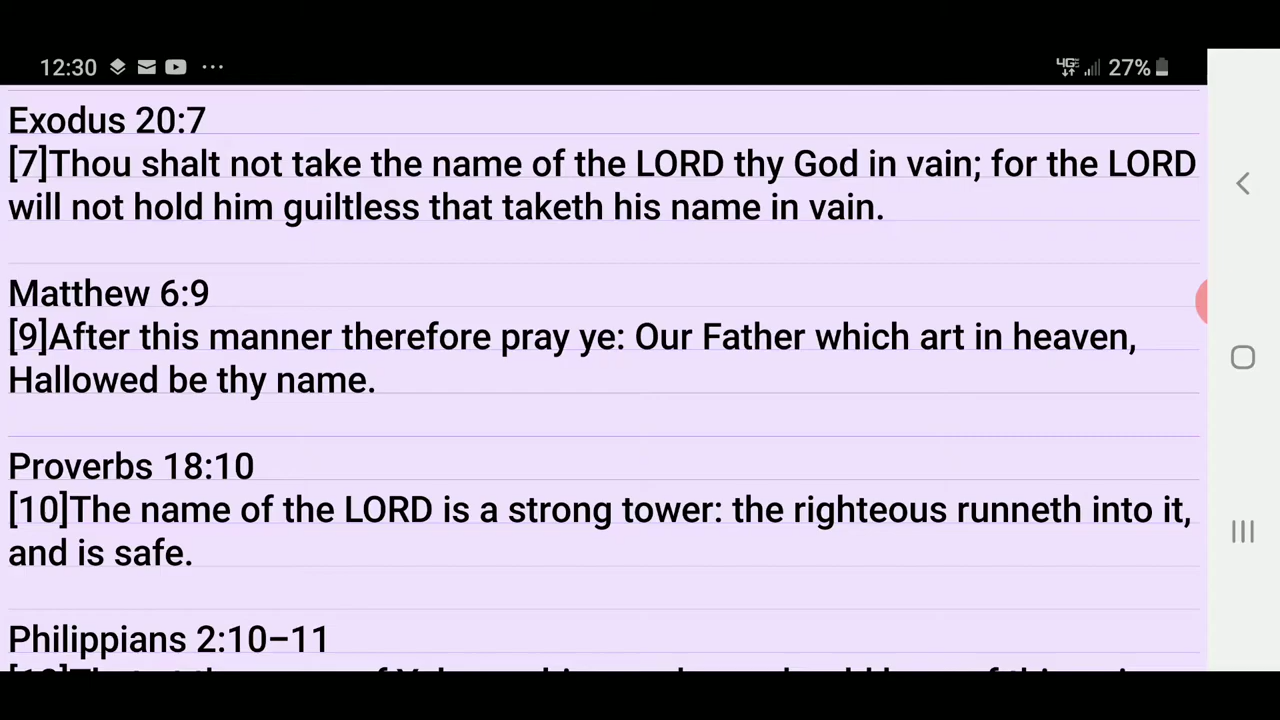 12:30 ... 4GE 27%
Exodus 20:7
[7]Thou shalt not take the name of the LORD thy God in vain; for the LORD
will not hold him guiltless that taketh his name in vain.
Matthew 6:9
[9]After this manner therefore pray ye: Our Father which art in heaven,
Hallowed be thy name.
Proverbs 18:10
[10]The name of the LORD is a strong tower: the righteous runneth into it,
and is safe.
Philippians 2:10–11